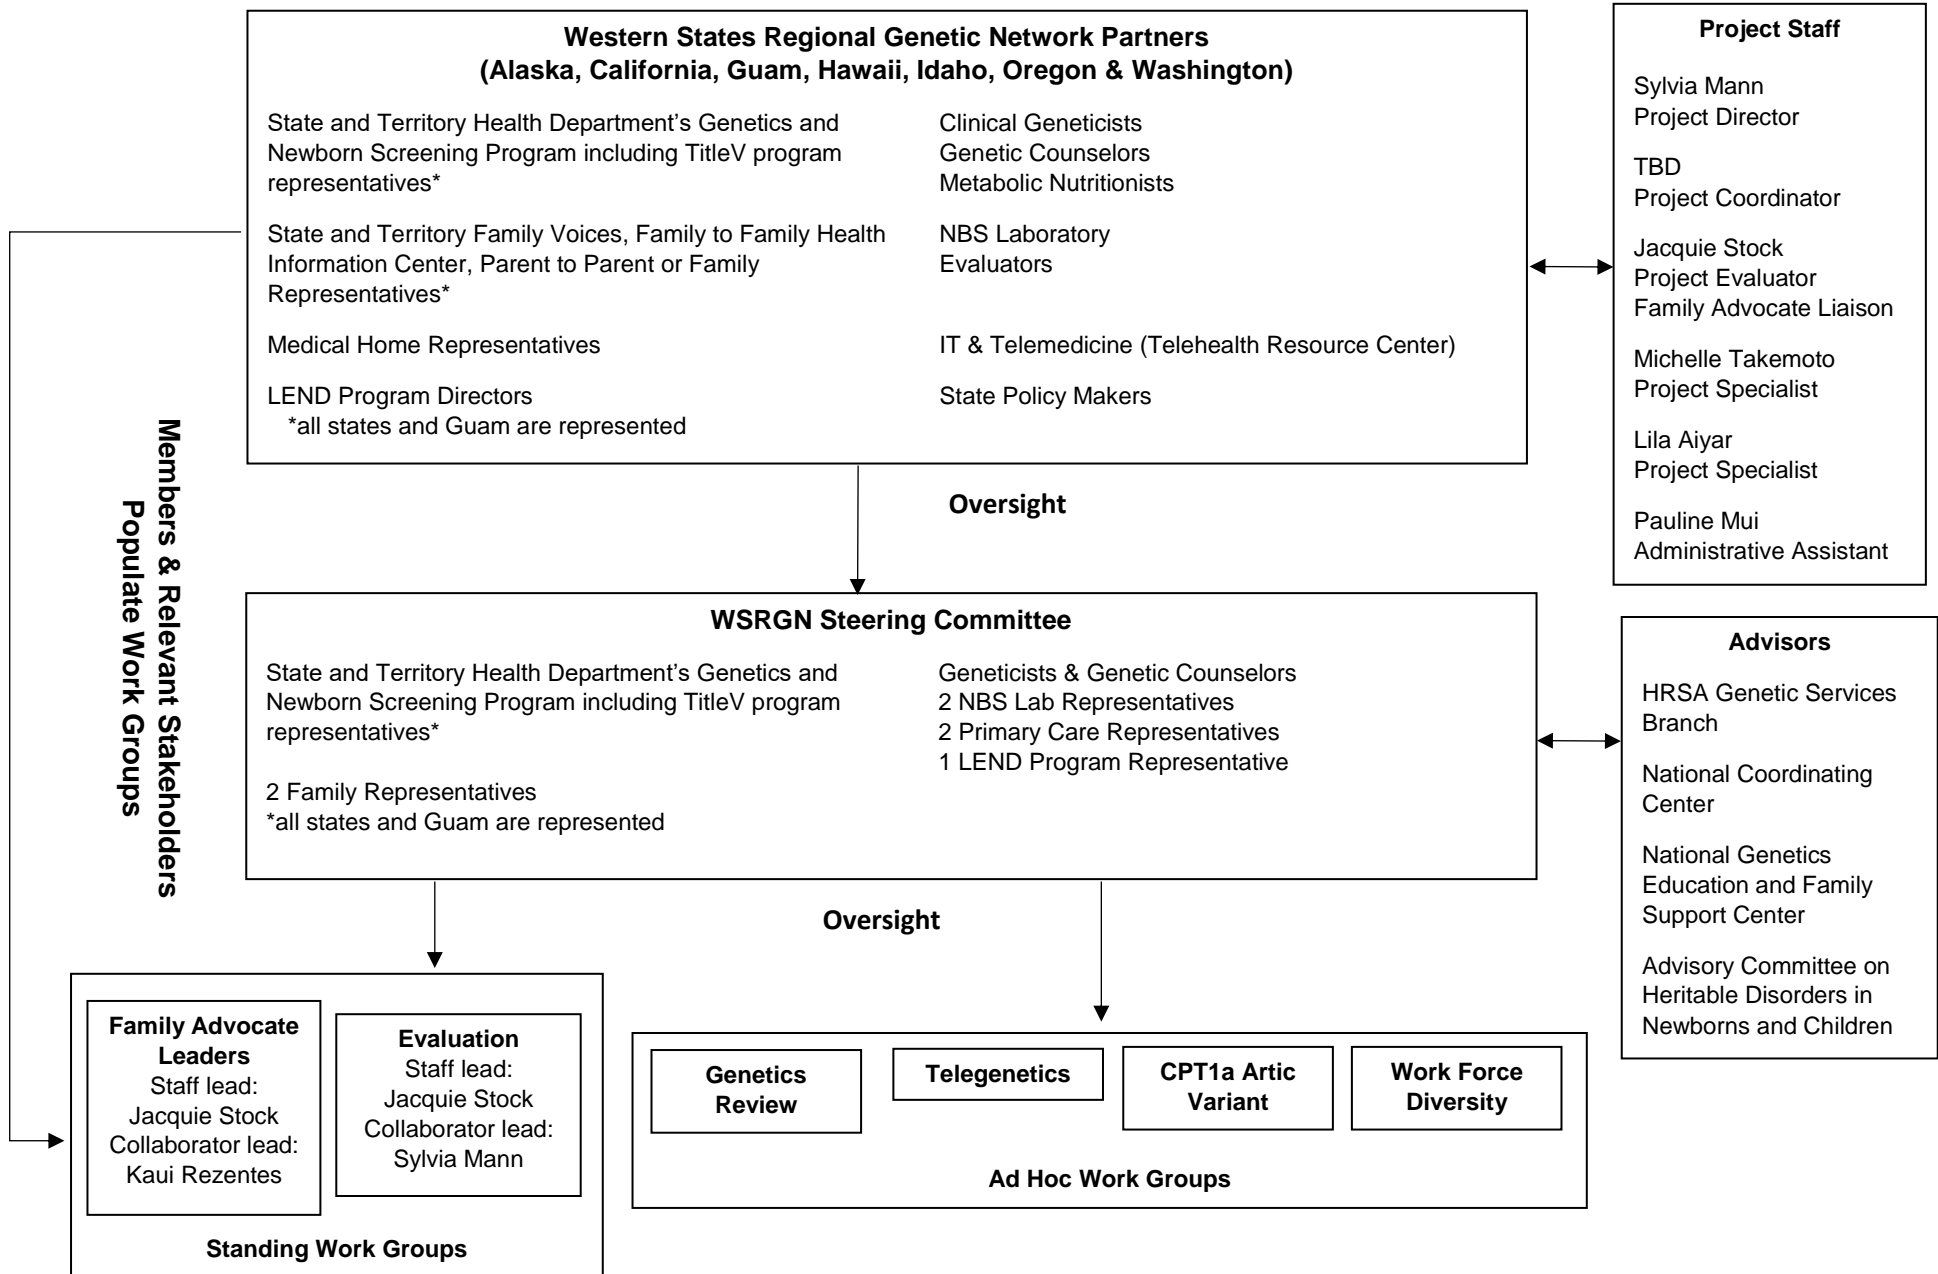 Western States Regional Genetic Network Partners
(Alaska, California, Guam, Hawaii, Idaho, Oregon & Washington)
State and Territory Health Department’s Genetics and
Newborn Screening Program including TitleV program
representatives*
State and Territory Family Voices, Family to Family Health
Information Center, Parent to Parent or Family
Representatives*
Medical Home Representatives
LEND Program Directors
*all states and Guam are represented
Clinical Geneticists
Genetic Counselors
Metabolic Nutritionists
NBS Laboratory
Evaluators
IT & Telemedicine (Telehealth Resource Center)
State Policy Makers
Project Staff
Sylvia Mann
Project Director
TBD
Project Coordinator
Jacquie Stock
Project Evaluator
Family Advocate Liaison
Michelle Takemoto
Project Specialist
Lila Aiyar
Project Specialist
Pauline Mui
Administrative Assistant
Members & Relevant Stakeholders
Populate Work Groups
Oversight
WSRGN Steering Committee
State and Territory Health Department’s Genetics and
Newborn Screening Program including TitleV program
representatives*
2 Family Representatives
*all states and Guam are represented
Geneticists & Genetic Counselors
2 NBS Lab Representatives
2 Primary Care Representatives
1 LEND Program Representative
Advisors
HRSA Genetic Services
Branch
National Coordinating
Center
National Genetics
Education and Family
Support Center
Advisory Committee on
Heritable Disorders in
Newborns and Children
Oversight
Family Advocate
Leaders
Staff lead:
Jacquie Stock
Collaborator lead:
Kaui Rezentes
Evaluation
Staff lead:
Jacquie Stock
Collaborator lead:
Sylvia Mann
Standing Work Groups
Genetics
Review
Telegenetics
CPT1a Artic
Variant
Work Force
Diversity
Ad Hoc Work Groups